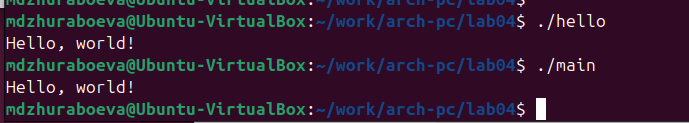 mdzhuraboeva@Ubuntu-VirtualBox:~/work/arch-pc/lab04$ ./hello
Hello, world!
mdzhuraboeva@Ubuntu-VirtualBox:~/work/arch-pc/lab04$ ./main
Hello, world!
mdzhuraboeva@Ubuntu-VirtualBox:~/work/arch-pc/lab04$